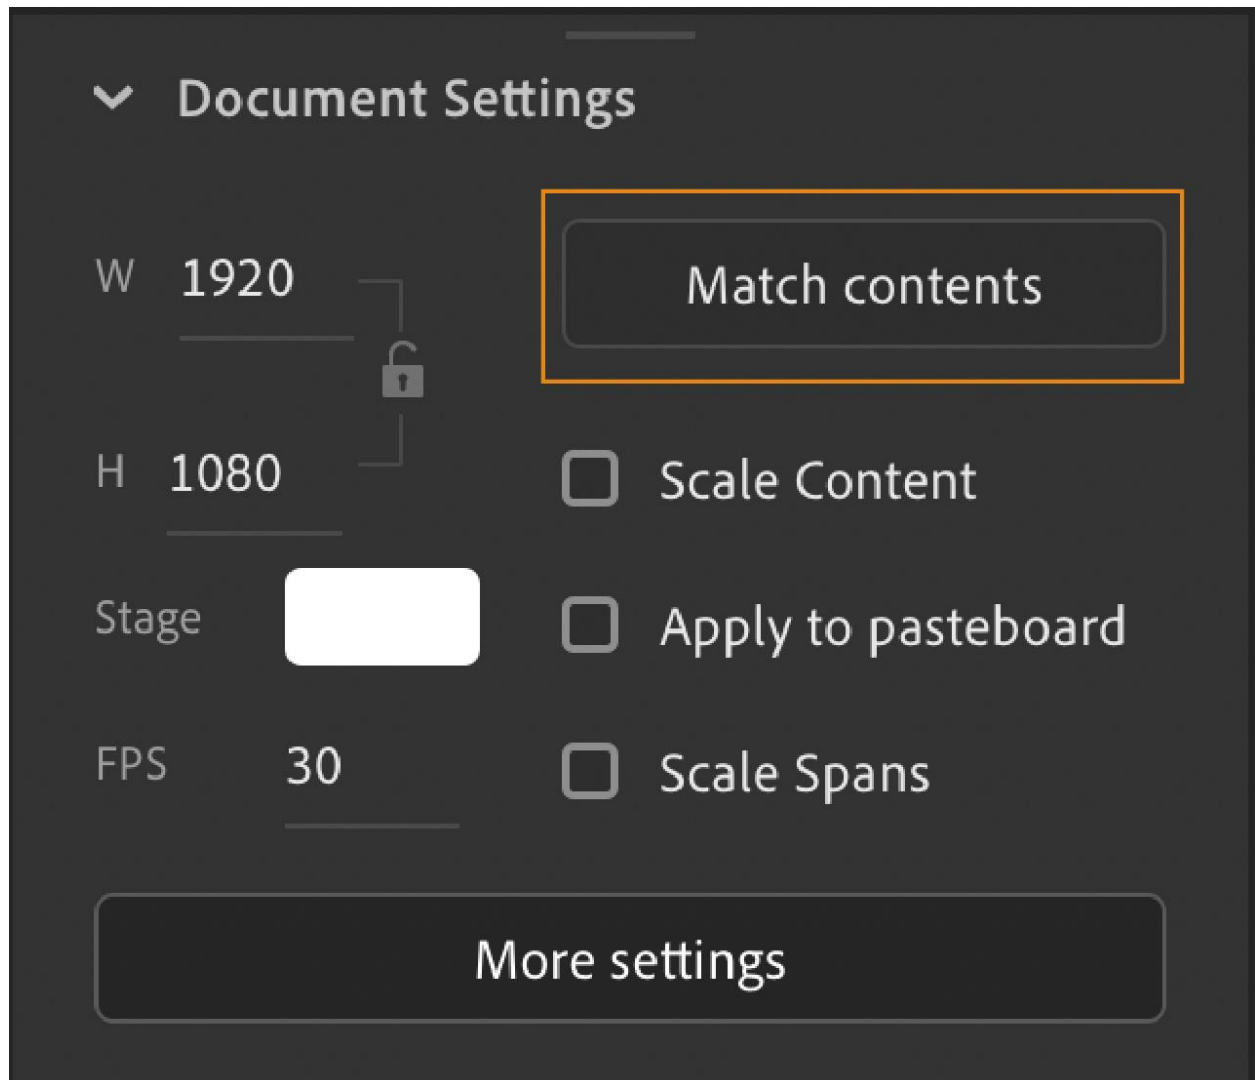 Document Settings
W 1920
Match contents
H 1080
Scale Content
Stage
Apply to pasteboard
FPS 30
Scale Spans
More settings